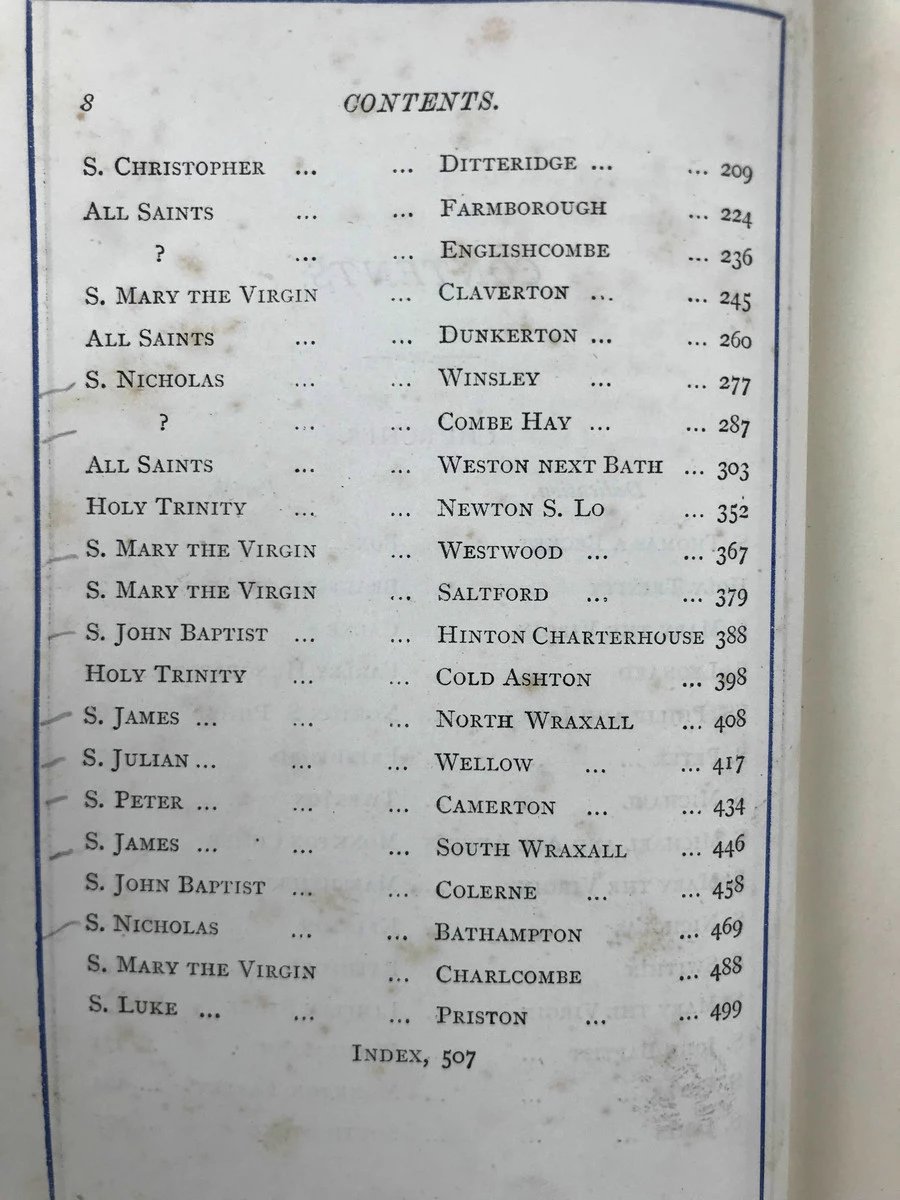 8 CONTENTS.
S. CHRISTOPHER ... ... DITTERIDGE ... ... 209
ALL SAINTS ... ... FARMBOROUGH ... 224
? ... ... ENGLISHCOMBE ... 236
S. MARY THE VIRGIN ... CLAVERTON ... ... 245
ALL SAINTS ... ... DUNKERTON ... ... 260
S. NICHOLAS ... ... WINSLEY ... ... 277
? ... ... COMBE HAY ... ... 287
ALL SAINTS ... ... WESTON NEXT BATH ... 303
HOLY TRINITY ... ... NEWTON S. LO ... 352
S. MARY THE VIRGIN ... WESTWOOD ... ... 367
S. MARY THE VIRGIN ... SALTFORD ... ... 379
S. JOHN BAPTIST ... ... HINTON CHARTERHOUSE 388
HOLY TRINITY ... ... COLD ASHTON ... 398
S. JAMES ... ... ... NORTH WRAXALL ... 408
S. JULIAN ... ... ... WELLOW ... ... 417
S. PETER ... ... ... CAMERTON ... ... 434
S. JAMES ... ... ... SOUTH WRAXALL ... 446
S. JOHN BAPTIST ... ... COLERNE ... ... 458
S. NICHOLAS ... ... BATHAMPTON ... 469
S. MARY THE VIRGIN ... CHARLCOMBE ... 488
S. LUKE ... ... ... PRISTON ... ... 499
INDEX, 507